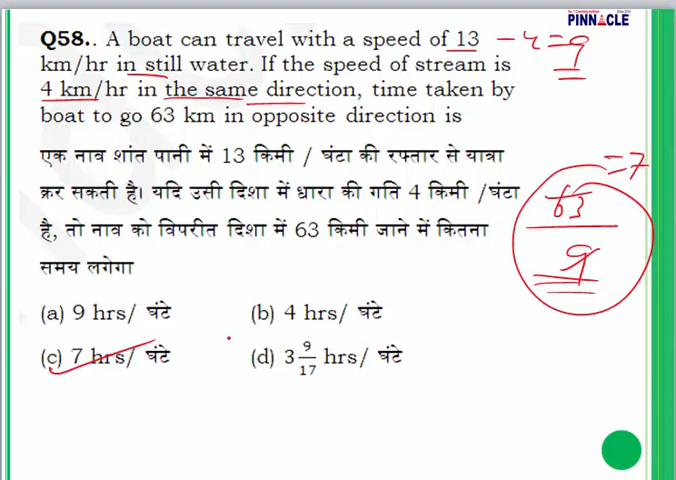 PINNACLE
Q58.. A boat can travel with a speed of 13 – 4 = 9
km/hr in still water. If the speed of stream is
4 km/hr in the same direction, time taken by
boat to go 63 km in opposite direction is
एक नाव शांत पानी में 13 किमी / घंटा की रफ्तार से यात्रा
कर सकती है। यदि उसी दिशा में धारा की गति 4 किमी /घंटा
है, तो नाव को विपरीत दिशा में 63 किमी जाने में कितना
समय लगेगा
63
9
= 7
(a) 9 hrs/ घंटे (b) 4 hrs/ घंटे
(c) 7 hrs/ घंटे (d) 3 9/17 hrs/ घंटे